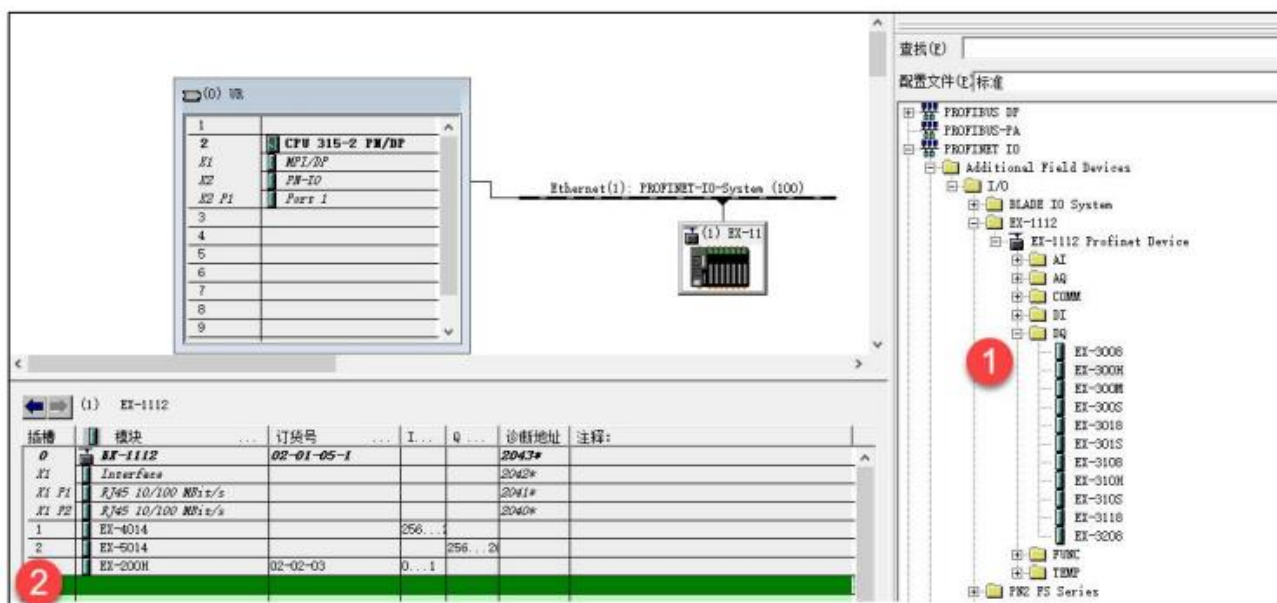 (0) UR
1
2 CPU 315-2 PN/DP
X1 MPI/DP
X2 PN-IO
X2 P1 Port 1
3
4
5
6
7
8
9
Ethernet(1): PROFINET-IO-System (100)
(1) EX-11
查找(F)
配置文件(P) 标准
PROFIBUS DP
PROFIBUS-PA
PROFINET IO
Additional Field Devices
I/O
BLADE IO System
EX-1112
EX-1112 Profinet Device
AI
AQ
COMM
DI
DQ
1
EX-3008
EX-300H
EX-300M
EX-300S
EX-3018
EX-301S
EX-3108
EX-310H
EX-310S
EX-3118
EX-3208
FUNC
TEMP
PN2 FS Series
(1) EX-1112
插槽 模块 ... 订货号 ... I... Q ... 诊断地址 注释:
0 EX-1112 02-01-05-1 2043*
X1 Interface 2042*
X1 P1 RJ45 10/100 MBit/s 2041*
X1 P2 RJ45 10/100 MBit/s 2040*
1 EX-4014 256...
2 EX-5014 256...
EX-200H 02-02-03 0...1
2